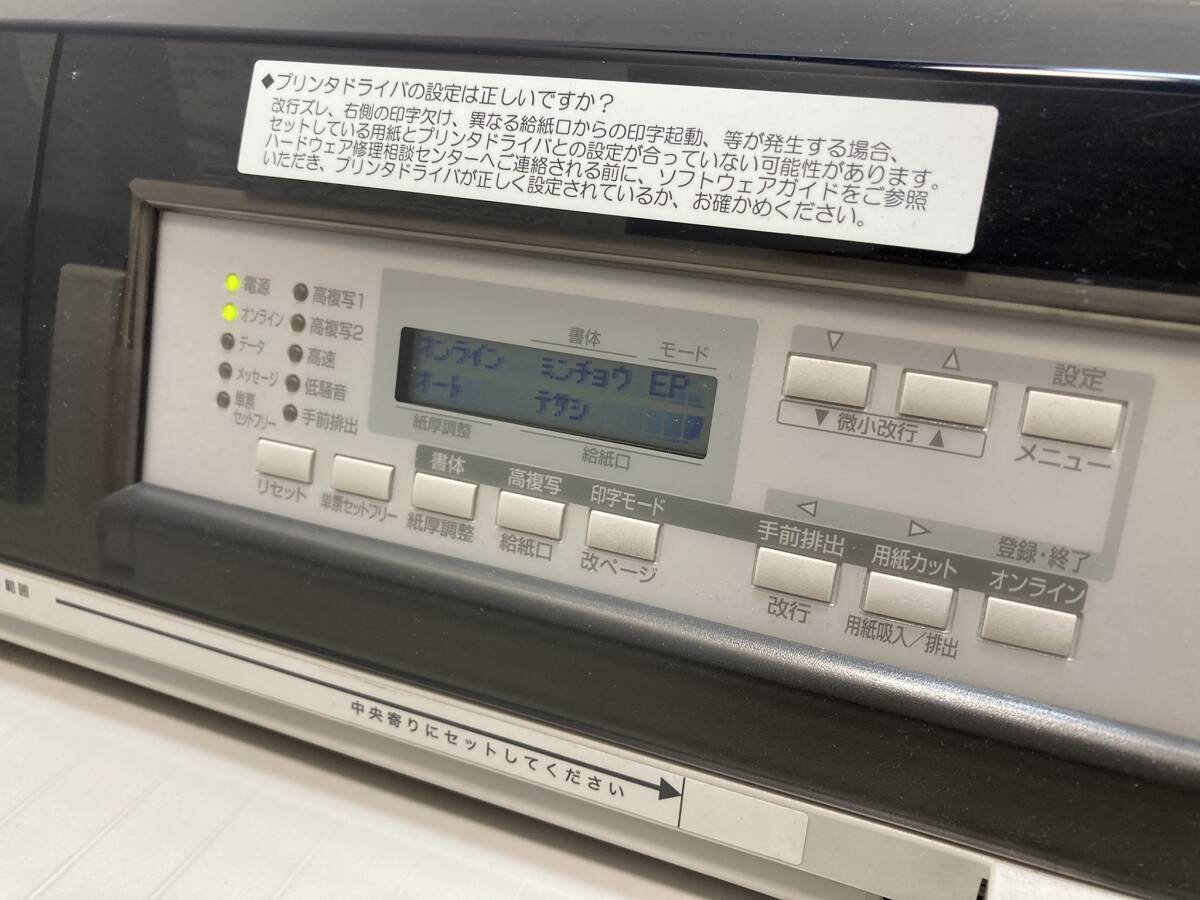 ◆プリンタドライバの設定は正しいですか？
改行ズレ、右側の印字欠け、異なる給紙口からの印字起動、等が発生する場合、
セットしている用紙とプリンタドライバとの設定が合っていない可能性があります。
ハードウェア修理相談センターへご連絡される前に、ソフトウェアガイドをご参照
いただき、プリンタドライバが正しく設定されているか、お確かめください。
電源
オンライン
データ
メッセージ
単票
セットフリー
高複写1
高複写2
高速
低騒音
手前排出
書体
モード
オンライン ミンチョウ EP
オート テサシ
紙厚調整
給紙口
▽
△
設定
▼ 微小改行 ▲
メニュー
リセット
単票セットフリー
書体
紙厚調整
高複写
給紙口
印字モード
改ページ
◁
▷
登録・終了
手前排出
改行
用紙カット
用紙吸入／排出
オンライン
範囲
中央寄りにセットしてください